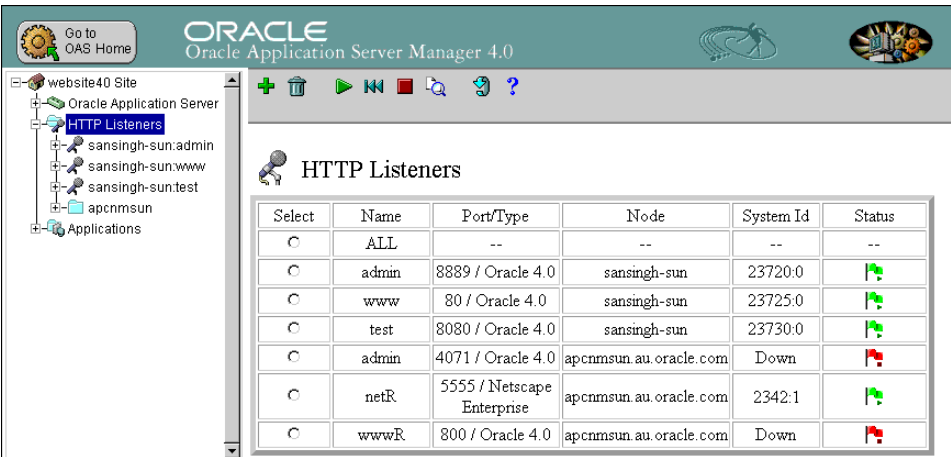 Go to
OAS Home
ORACLE
Oracle Application Server Manager 4.0
website40 Site
Oracle Application Server
HTTP Listeners
sansingh-sun:admin
sansingh-sun:www
sansingh-sun:test
apcnmsun
Applications
?
HTTP Listeners
Select Name Port/Type Node System Id Status
ALL -- -- -- --
admin 8889 / Oracle 4.0 sansingh-sun 23720:0
www 80 / Oracle 4.0 sansingh-sun 23725:0
test 8080 / Oracle 4.0 sansingh-sun 23730:0
admin 4071 / Oracle 4.0 apcnmsun.au.oracle.com Down
netR 5555 / Netscape Enterprise apcnmsun.au.oracle.com 2342:1
wwwR 800 / Oracle 4.0 apcnmsun.au.oracle.com Down